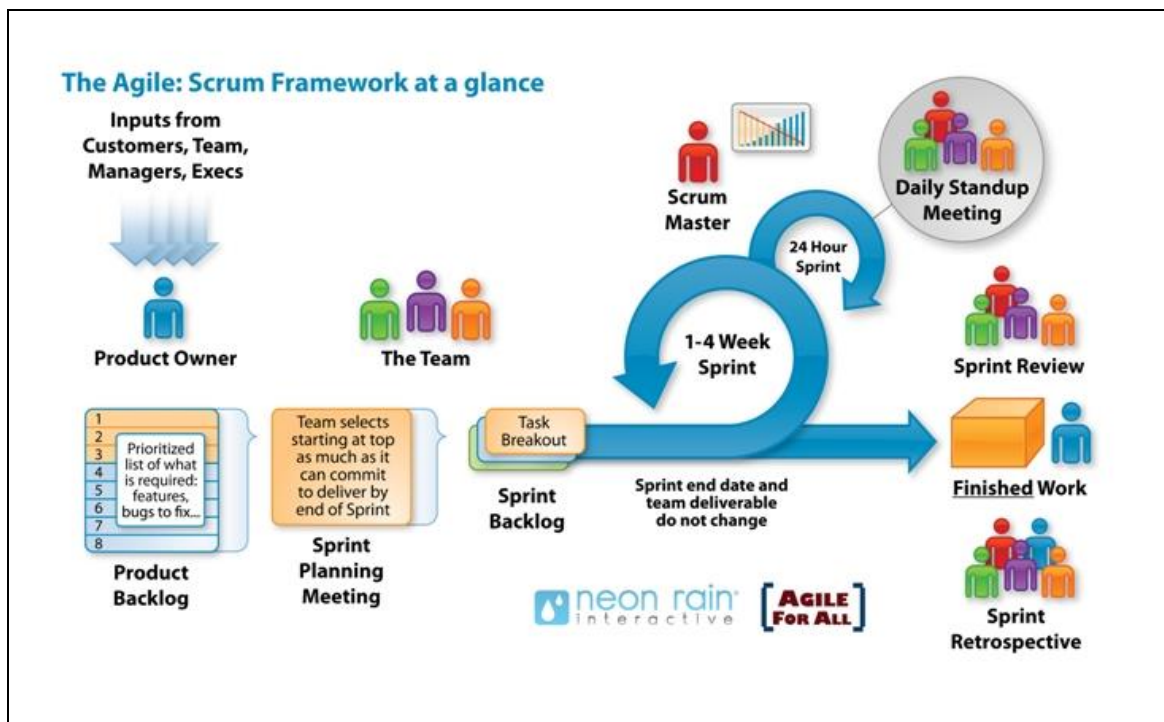 The Agile: Scrum Framework at a glance
Inputs from
Customers, Team,
Managers, Execs
Product Owner
The Team
Scrum
Master
Daily Standup
Meeting
24 Hour
Sprint
1-4 Week
Sprint
Sprint Review
1
2
3
4
5
6
7
8
Prioritized
list of what
is required:
features,
bugs to fix...
Product
Backlog
Team selects
starting at top
as much as it
can commit
to deliver by
end of Sprint
Sprint
Planning
Meeting
Task
Breakout
Sprint
Backlog
Sprint end date and
team deliverable
do not change
Finished Work
Sprint
Retrospective
neon rain®
interactive
AGILE
FOR ALL